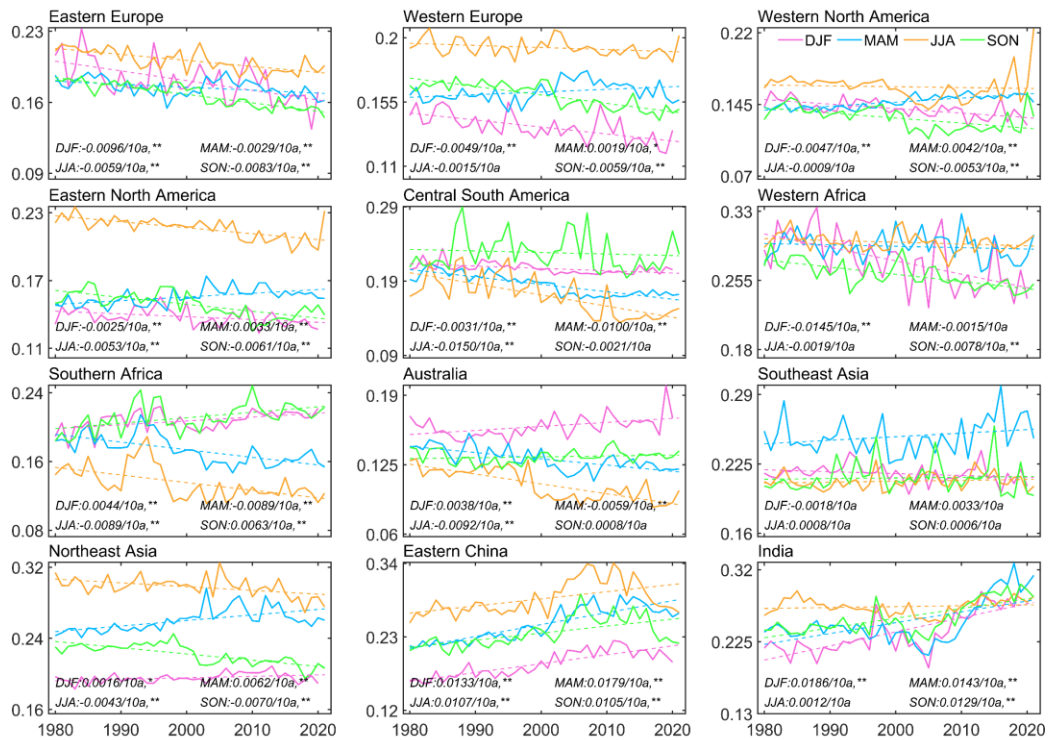 Eastern Europe
0.23
0.16
0.09
DJF:-0.0096/10a,** MAM:-0.0029/10a,**
JJA:-0.0059/10a,** SON:-0.0083/10a,**
Western Europe
0.2
0.155
0.11
DJF:-0.0049/10a,** MAM:0.0019/10a,*
JJA:-0.0015/10a SON:-0.0059/10a,**
Western North America
DJF MAM JJA SON
0.22
0.145
0.07
DJF:-0.0047/10a,** MAM:0.0042/10a,**
JJA:-0.0009/10a SON:-0.0053/10a,**
Eastern North America
0.23
0.17
0.11
DJF:-0.0025/10a,** MAM:0.0033/10a,**
JJA:-0.0053/10a,** SON:-0.0061/10a,**
Central South America
0.29
0.19
0.09
DJF:-0.0031/10a,** MAM:-0.0100/10a,**
JJA:-0.0150/10a,** SON:-0.0021/10a
Western Africa
0.33
0.255
0.18
DJF:-0.0145/10a,** MAM:-0.0015/10a
JJA:-0.0019/10a SON:-0.0078/10a,**
Southern Africa
0.24
0.16
0.08
DJF:0.0044/10a,** MAM:-0.0089/10a,**
JJA:-0.0089/10a,** SON:0.0063/10a,**
Australia
0.19
0.125
0.06
DJF:0.0038/10a,** MAM:-0.0059/10a,**
JJA:-0.0092/10a,** SON:0.0008/10a
Southeast Asia
0.29
0.225
0.16
DJF:-0.0018/10a MAM:0.0033/10a
JJA:0.0008/10a SON:0.0006/10a
Northeast Asia
0.32
0.24
0.16
DJF:0.0016/10a,* MAM:0.0062/10a,**
JJA:-0.0043/10a,** SON:-0.0070/10a,**
1980 1990 2000 2010 2020
Eastern China
0.34
0.23
0.12
DJF:0.0133/10a,** MAM:0.0179/10a,**
JJA:0.0107/10a,** SON:0.0105/10a,**
1980 1990 2000 2010 2020
India
0.32
0.225
0.13
DJF:0.0186/10a,** MAM:0.0143/10a,**
JJA:0.0012/10a SON:0.0129/10a,**
1980 1990 2000 2010 2020